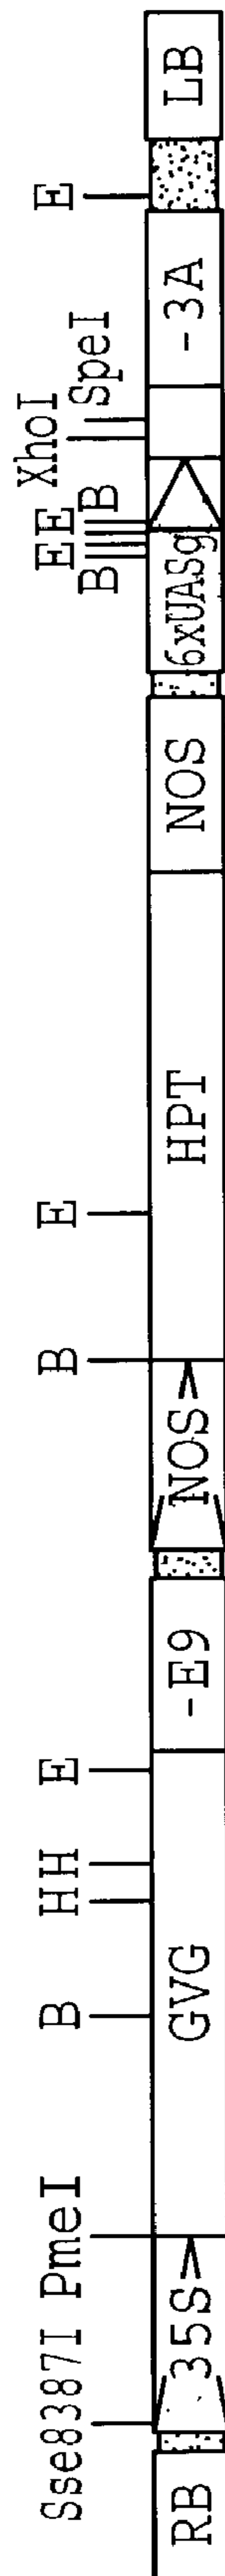 XhoI
Sse8387I PmeI B HH E B E EE E
B B SpeI
RB 35S GVG -E9 NOS HPT NOS 6xUASg -3A LB